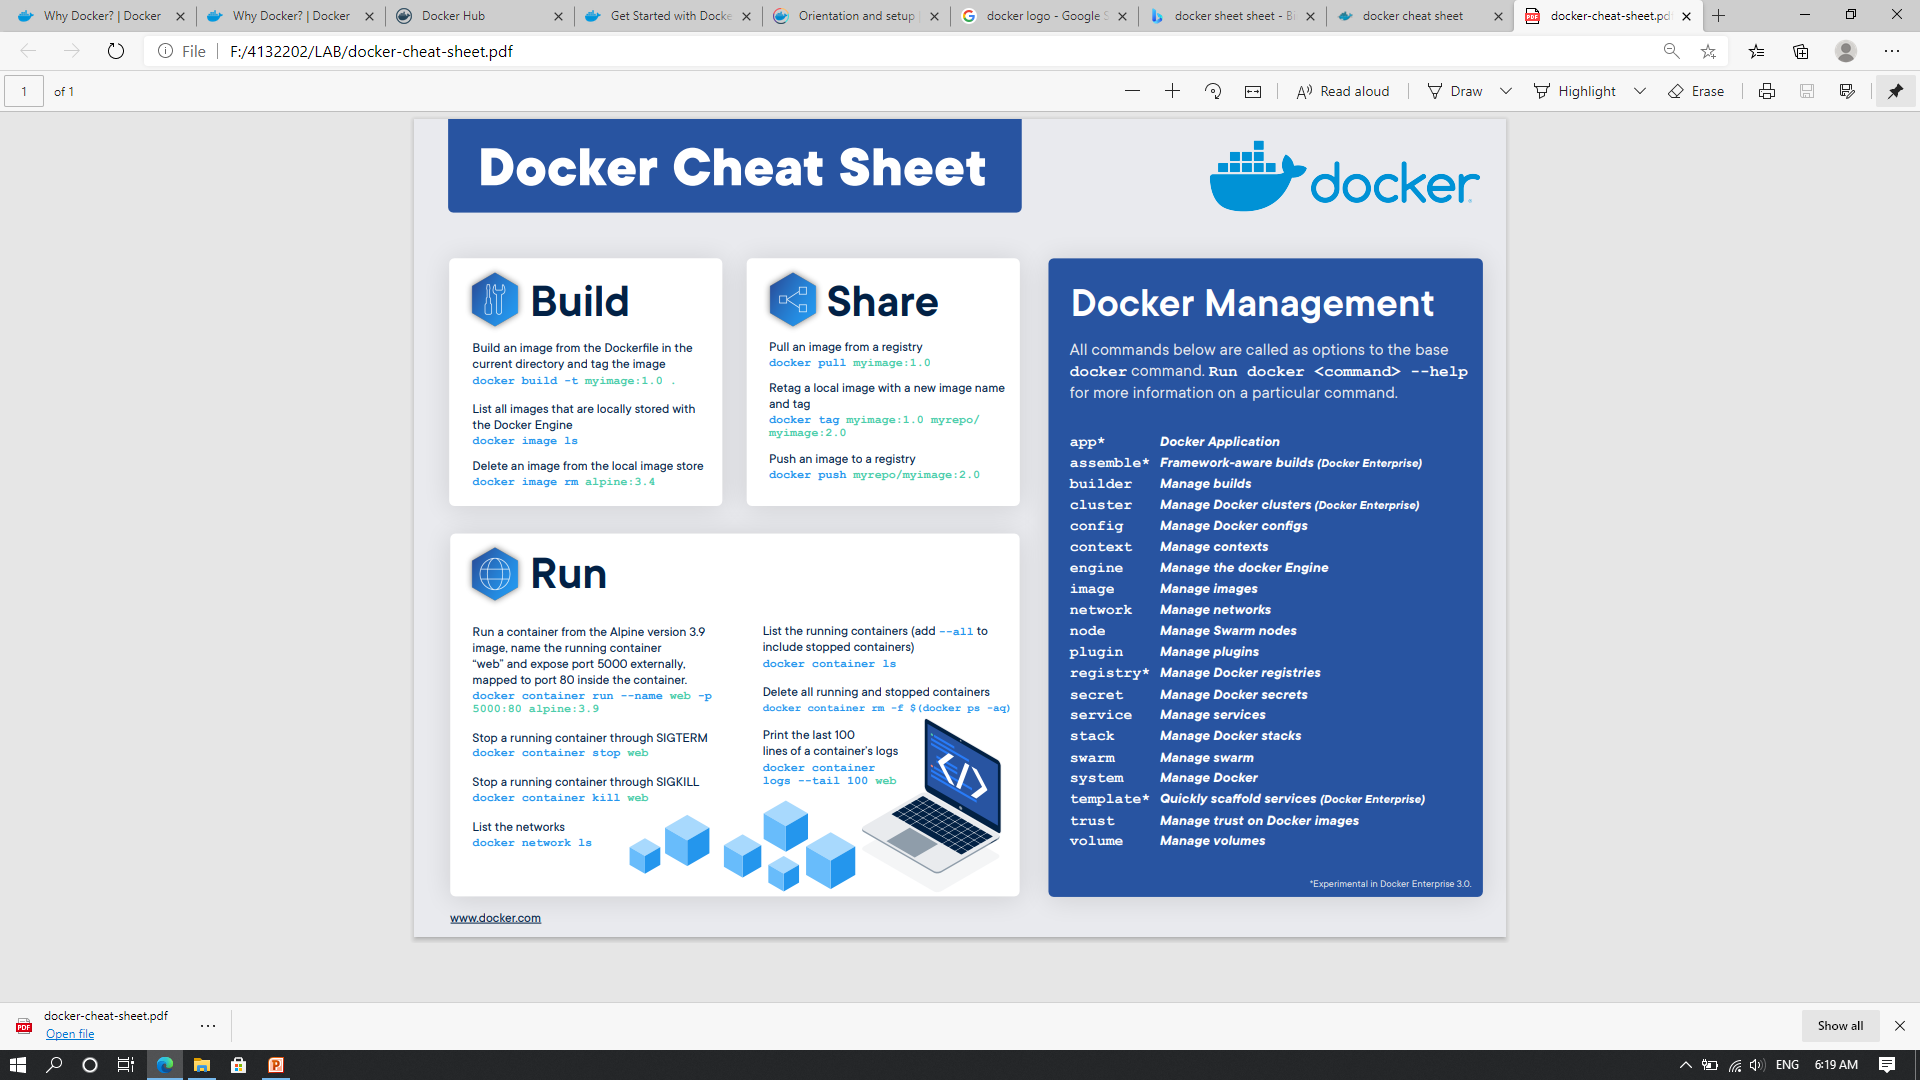 Why Docker? | Docker
Why Docker? | Docker
Docker Hub
Get Started with Docke
Orientation and setup |
docker logo - Google S
docker sheet sheet - Bi
docker cheat sheet
docker-cheat-sheet.pdf
File
F:/4132202/LAB/docker-cheat-sheet.pdf
1
of 1
Read aloud
Draw
Highlight
Erase
Docker Cheat Sheet
docker
Build
Build an image from the Dockerfile in the
current directory and tag the image
docker build -t myimage:1.0 .
List all images that are locally stored with
the Docker Engine
docker image ls
Delete an image from the local image store
docker image rm alpine:3.4
Share
Pull an image from a registry
docker pull myimage:1.0
Retag a local image with a new image name
and tag
docker tag myimage:1.0 myrepo/
myimage:2.0
Push an image to a registry
docker push myrepo/myimage:2.0
Run
Run a container from the Alpine version 3.9
image, name the running container
“web” and expose port 5000 externally,
mapped to port 80 inside the container.
docker container run --name web -p
5000:80 alpine:3.9
Stop a running container through SIGTERM
docker container stop web
Stop a running container through SIGKILL
docker container kill web
List the networks
docker network ls
List the running containers (add --all to
include stopped containers)
docker container ls
Delete all running and stopped containers
docker container rm -f $(docker ps -aq)
Print the last 100
lines of a container’s logs
docker container
logs --tail 100 web
</>
Docker Management
All commands below are called as options to the base
docker command. Run docker <command> --help
for more information on a particular command.
app* Docker Application
assemble* Framework-aware builds (Docker Enterprise)
builder Manage builds
cluster Manage Docker clusters (Docker Enterprise)
config Manage Docker configs
context Manage contexts
engine Manage the docker Engine
image Manage images
network Manage networks
node Manage Swarm nodes
plugin Manage plugins
registry* Manage Docker registries
secret Manage Docker secrets
service Manage services
stack Manage Docker stacks
swarm Manage swarm
system Manage Docker
template* Quickly scaffold services (Docker Enterprise)
trust Manage trust on Docker images
volume Manage volumes
*Experimental in Docker Enterprise 3.0.
www.docker.com
docker-cheat-sheet.pdf
Open file
Show all
ENG
6:19 AM